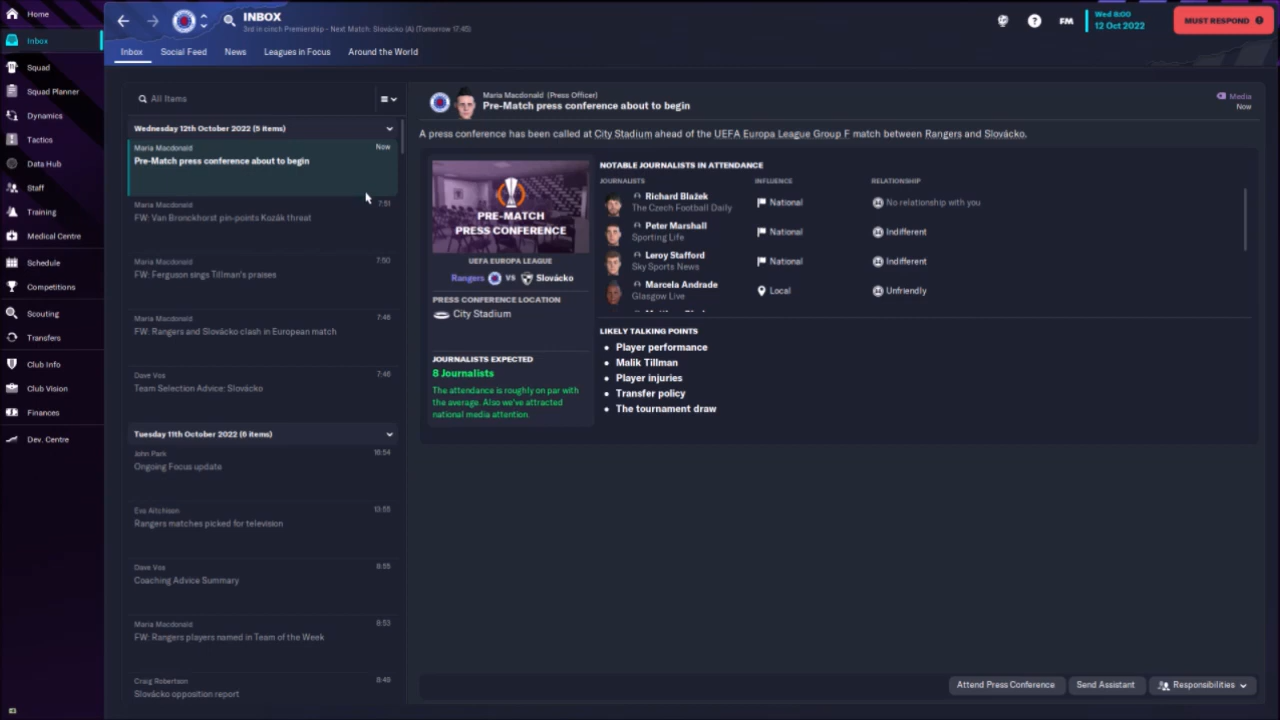 Home
Inbox
Squad
Squad Planner
Dynamics
Tactics
Data Hub
Staff
Training
Medical Centre
Schedule
Competitions
Scouting
Transfers
Club Info
Club Vision
Finances
Dev. Centre
INBOX
3rd in cinch Premiership - Next Match: Slovácko (A) (Tomorrow 17:45)
FM
Wed 8:00
12 Oct 2022
MUST RESPOND
Inbox
Social Feed
News
Leagues in Focus
Around the World
All Items
Wednesday 12th October 2022 (5 items)
Maria Macdonald Now
Pre-Match press conference about to begin
Maria Macdonald 7:51
FW: Van Bronckhorst pin-points Kozák threat
Maria Macdonald 7:50
FW: Ferguson sings Tillman's praises
Maria Macdonald 7:46
FW: Rangers and Slovácko clash in European match
Dave Vos 7:46
Team Selection Advice: Slovácko
Tuesday 11th October 2022 (6 items)
John Park 16:54
Ongoing Focus update
Eve Aitchison 13:55
Rangers matches picked for television
Dave Vos 8:55
Coaching Advice Summary
Maria Macdonald 8:53
FW: Rangers players named in Team of the Week
Craig Robertson 8:49
Slovácko opposition report
Maria Macdonald (Press Officer)
Pre-Match press conference about to begin
Media
Now
A press conference has been called at City Stadium ahead of the UEFA Europa League Group F match between Rangers and Slovácko.
PRE-MATCH
PRESS CONFERENCE
UEFA EUROPA LEAGUE
Rangers VS Slovácko
PRESS CONFERENCE LOCATION
City Stadium
JOURNALISTS EXPECTED
8 Journalists
The attendance is roughly on par with
the average. Also we've attracted
national media attention.
NOTABLE JOURNALISTS IN ATTENDANCE
JOURNALISTS INFLUENCE RELATIONSHIP
Richard Blažek
The Czech Football Daily
National
No relationship with you
Peter Marshall
Sporting Life
National
Indifferent
Leroy Stafford
Sky Sports News
National
Indifferent
Marcela Andrade
Glasgow Live
Local
Unfriendly
LIKELY TALKING POINTS
Player performance
Malik Tillman
Player injuries
Transfer policy
The tournament draw
Attend Press Conference
Send Assistant
Responsibilities